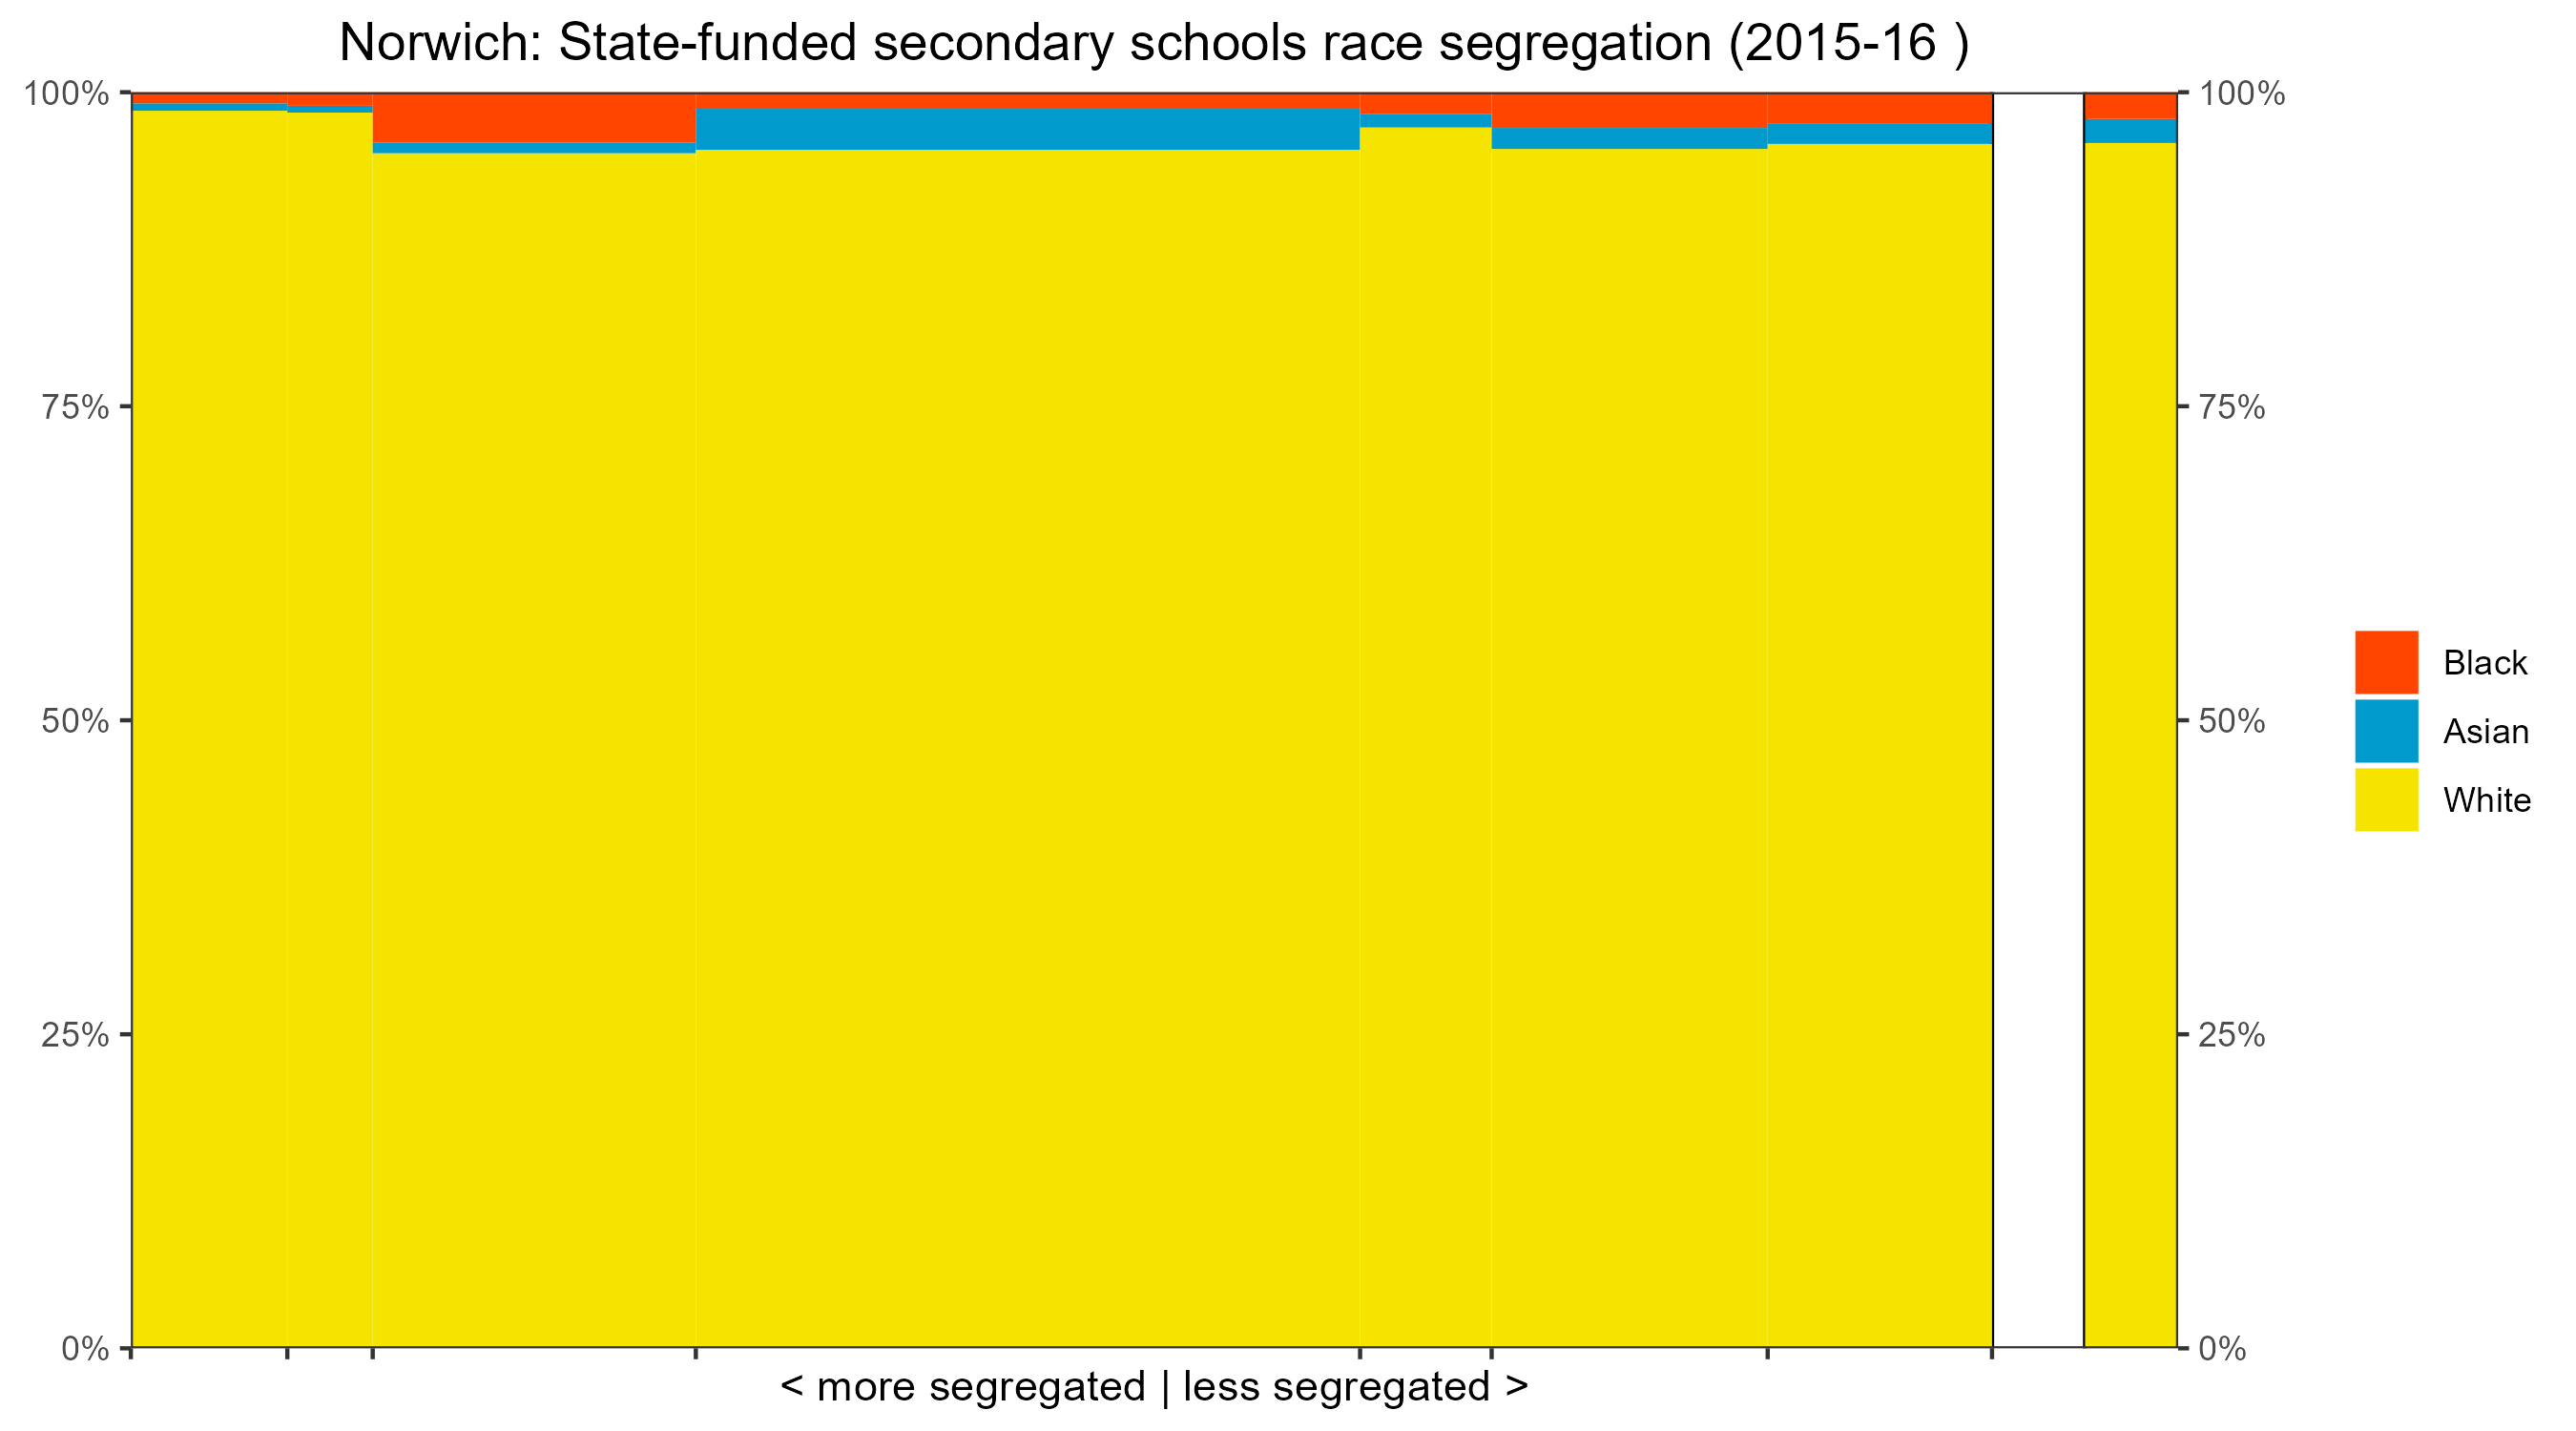 Norwich: State-funded secondary schools race segregation (2015-16 )
100%
75%
50%
25%
0%
100%
75%
50%
25%
0%
Black
Asian
White
< more segregated | less segregated >